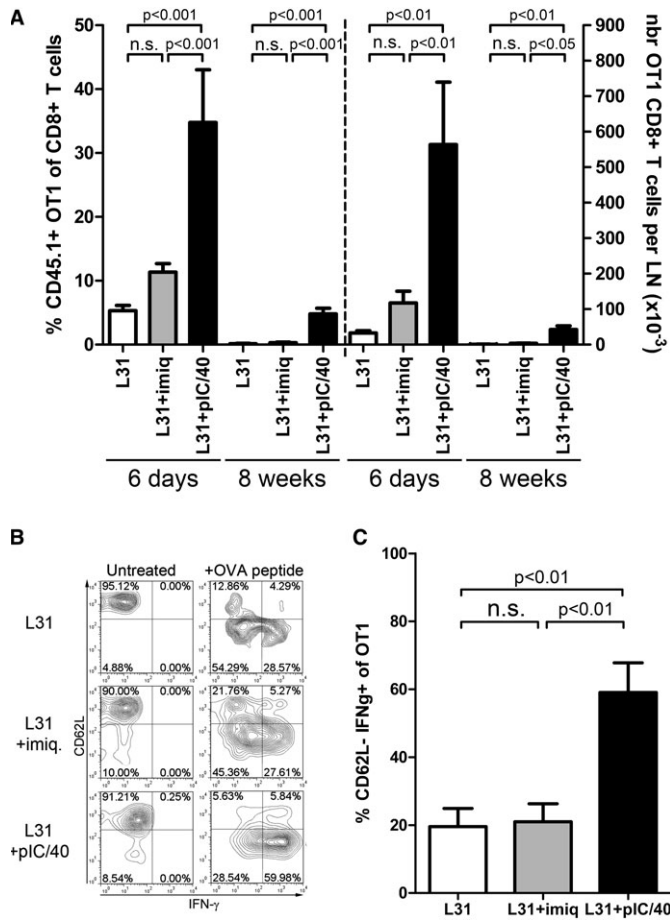 A
p<0.001
p<0.001
p<0.01
p<0.01
n.s. p<0.001
n.s. p<0.001
n.s. p<0.01
n.s. p<0.05
% CD45.1+ OT1 of CD8+ T cells
50
40
30
20
10
0
nbr OT1 CD8+ T cells per LN (x10-3)
900
800
700
600
500
400
300
200
100
0
L31
L31+imiq
L31+pIC/40
L31
L31+imiq
L31+pIC/40
L31
L31+imiq
L31+pIC/40
L31
L31+imiq
L31+pIC/40
6 days
8 weeks
6 days
8 weeks
B
Untreated
+OVA peptide
L31
95.12% 0.00%
4.88% 0.00%
12.86% 4.29%
54.29% 28.57%
L31
+imiq.
90.00% 0.00%
10.00% 0.00%
21.76% 5.27%
45.36% 27.61%
L31
+pIC/40
91.21% 0.25%
8.54% 0.00%
5.63% 5.84%
28.54% 59.98%
CD62L
IFN-γ
C
% CD62L- IFNg+ of OT1
100
80
60
40
20
0
p<0.01
n.s. p<0.01
L31
L31+imiq
L31+pIC/40